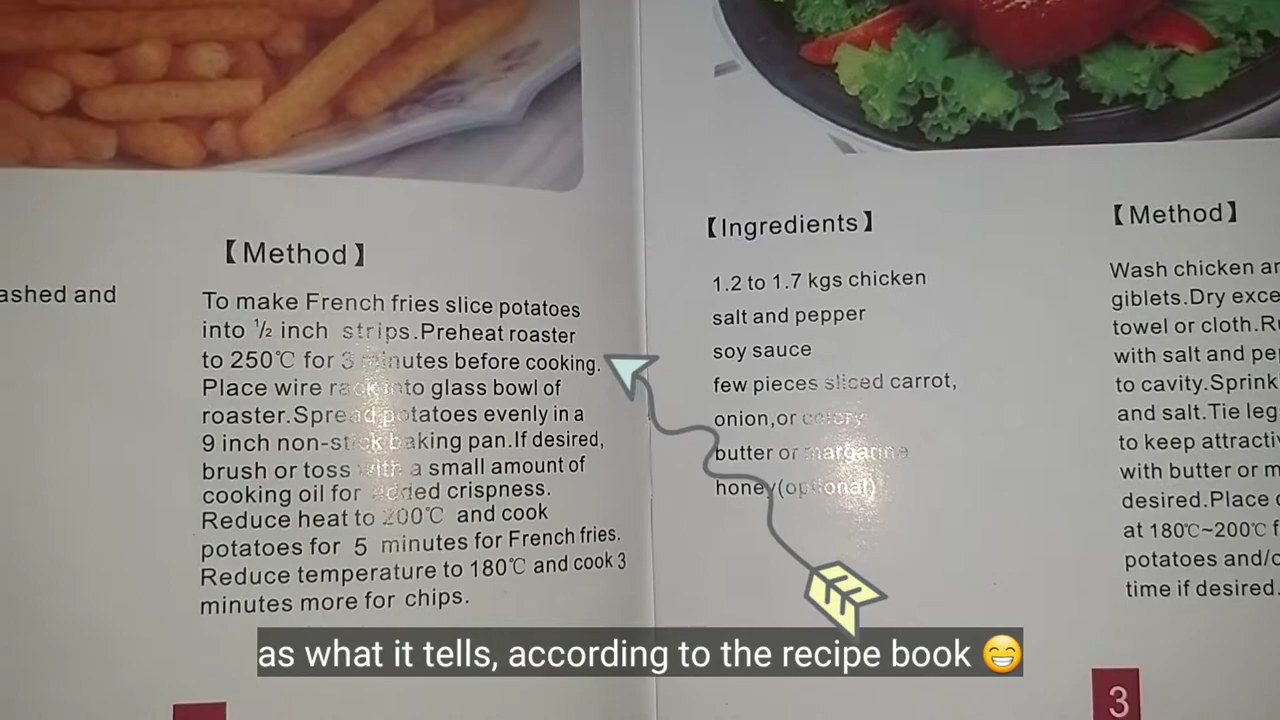 ashed and
【Method】
To make French fries slice potatoes
into ½ inch strips.Preheat roaster
to 250℃ for 3 minutes before cooking.
Place wire rack into glass bowl of
roaster.Spread potatoes evenly in a
9 inch non-stick baking pan.If desired,
brush or toss with a small amount of
cooking oil for added crispness.
Reduce heat to 200℃ and cook
potatoes for 5 minutes for French fries.
Reduce temperature to 180℃ and cook 3
minutes more for chips.
【Ingredients】
1.2 to 1.7 kgs chicken
salt and pepper
soy sauce
few pieces sliced carrot,
onion,or celery
butter or margarina
honey(optional)
【Method】
Wash chicken an
giblets.Dry exce
towel or cloth.Ru
with salt and pep
to cavity.Sprink
and salt.Tie leg
to keep attracti
with butter or m
desired.Place c
at 180℃~200℃ f
potatoes and/o
time if desired.
3
as what it tells, according to the recipe book 😁